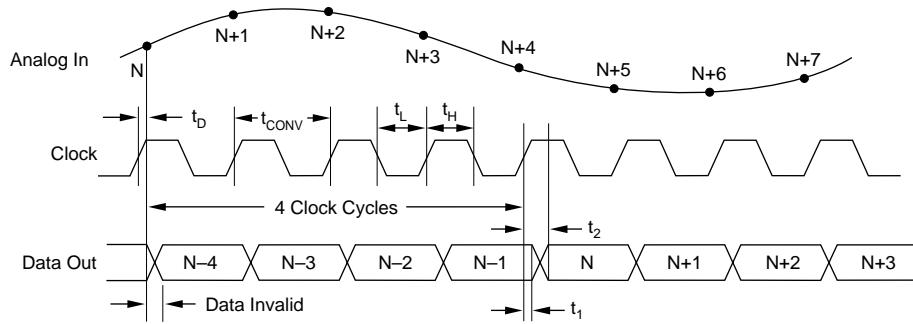 Analog In
N
N+1
N+2
N+3
N+4
N+5
N+6
N+7
t_D
t_CONV
t_L
t_H
Clock
4 Clock Cycles
t_2
Data Out
N–4
N–3
N–2
N–1
N
N+1
N+2
N+3
Data Invalid
t_1